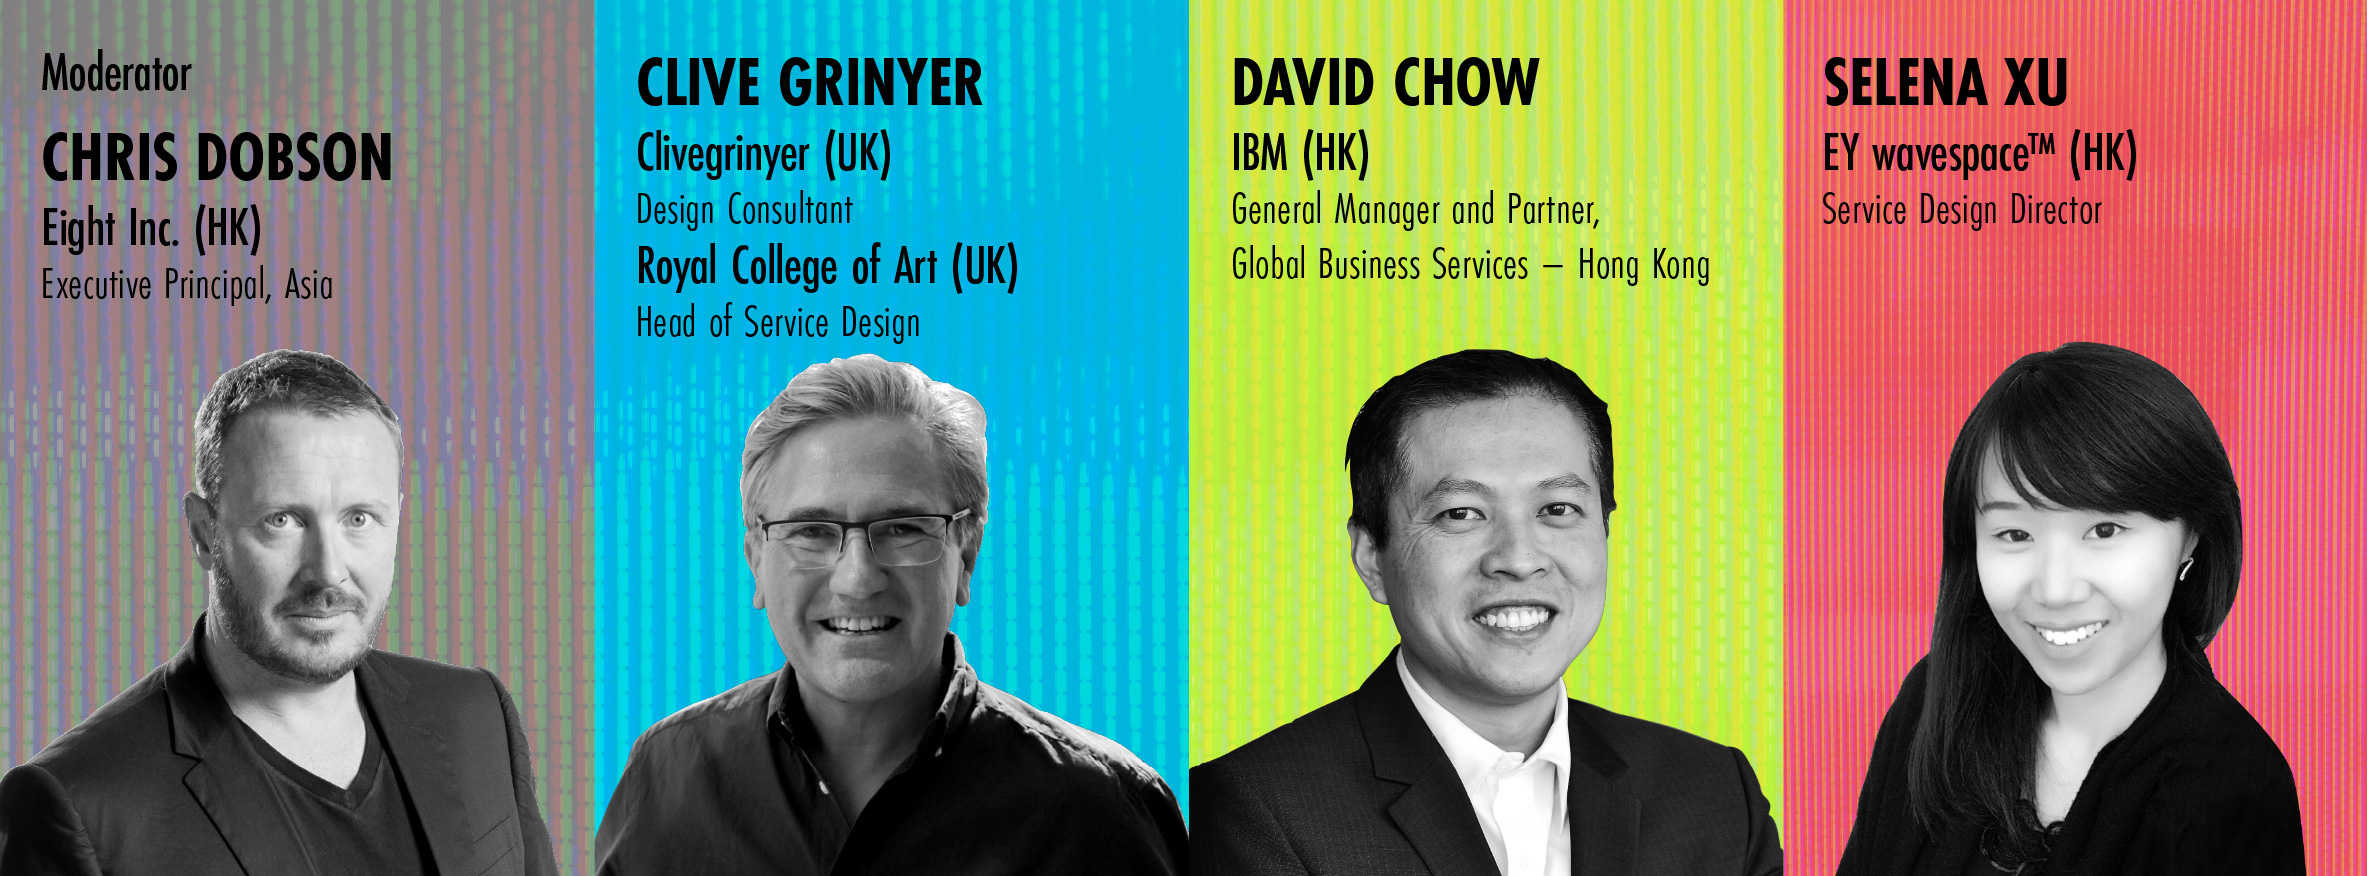 Moderator
CHRIS DOBSON
Eight Inc. (HK)
Executive Principal, Asia
CLIVE GRINYER
Clivegrinyer (UK)
Design Consultant
Royal College of Art (UK)
Head of Service Design
DAVID CHOW
IBM (HK)
General Manager and Partner,
Global Business Services – Hong Kong
SELENA XU
EY wavespace™ (HK)
Service Design Director